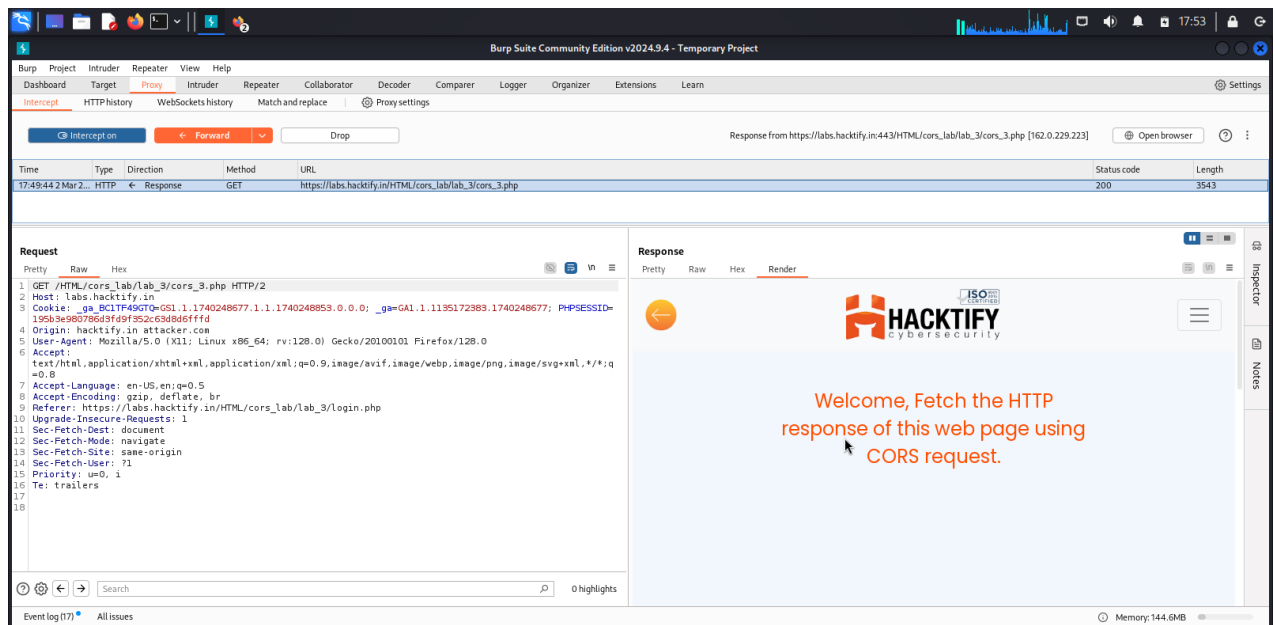 17:53
Burp Suite Community Edition v2024.9.4 - Temporary Project
Burp Project Intruder Repeater View Help
Dashboard Target Proxy Intruder Repeater Collaborator Decoder Comparer Logger Organizer Extensions Learn Settings
Intercept HTTP history WebSockets history Match and replace Proxy settings
Intercept on Forward Drop Response from https://labs.hacktify.in:443/HTML/cors_lab/lab_3/cors_3.php [162.0.229.223] Open browser
Time Type Direction Method URL Status code Length
17:49:44 2 Mar 2... HTTP ← Response GET https://labs.hacktify.in/HTML/cors_lab/lab_3/cors_3.php 200 3543
Request
Pretty Raw Hex \n
1 GET /HTML/cors_lab/lab_3/cors_3.php HTTP/2
2 Host: labs.hacktify.in
3 Cookie: _ga_BC1TF49GTQ=GS1.1.1740248677.1.1.1740248853.0.0.0; _ga=GA1.1.1135172383.1740248677; PHPSESSID=
195b3e980786d3fd9f352c63d8d6fffd
4 Origin: hacktify.in attacker.com
5 User-Agent: Mozilla/5.0 (X11; Linux x86_64; rv:128.0) Gecko/20100101 Firefox/128.0
6 Accept:
text/html,application/xhtml+xml,application/xml;q=0.9,image/avif,image/webp,image/png,image/svg+xml,*/*;q
=0.8
7 Accept-Language: en-US,en;q=0.5
8 Accept-Encoding: gzip, deflate, br
9 Referer: https://labs.hacktify.in/HTML/cors_lab/lab_3/login.php
10 Upgrade-Insecure-Requests: 1
11 Sec-Fetch-Dest: document
12 Sec-Fetch-Mode: navigate
13 Sec-Fetch-Site: same-origin
14 Sec-Fetch-User: ?1
15 Priority: u=0, i
16 Te: trailers
17
18
Response
Pretty Raw Hex Render \n
ISO
CERTIFIED
HACKTIFY
cybersecurity
Welcome, Fetch the HTTP
response of this web page using
CORS request.
Inspector
Notes
Search 0 highlights
Event log (17) All issues Memory: 144.6MB